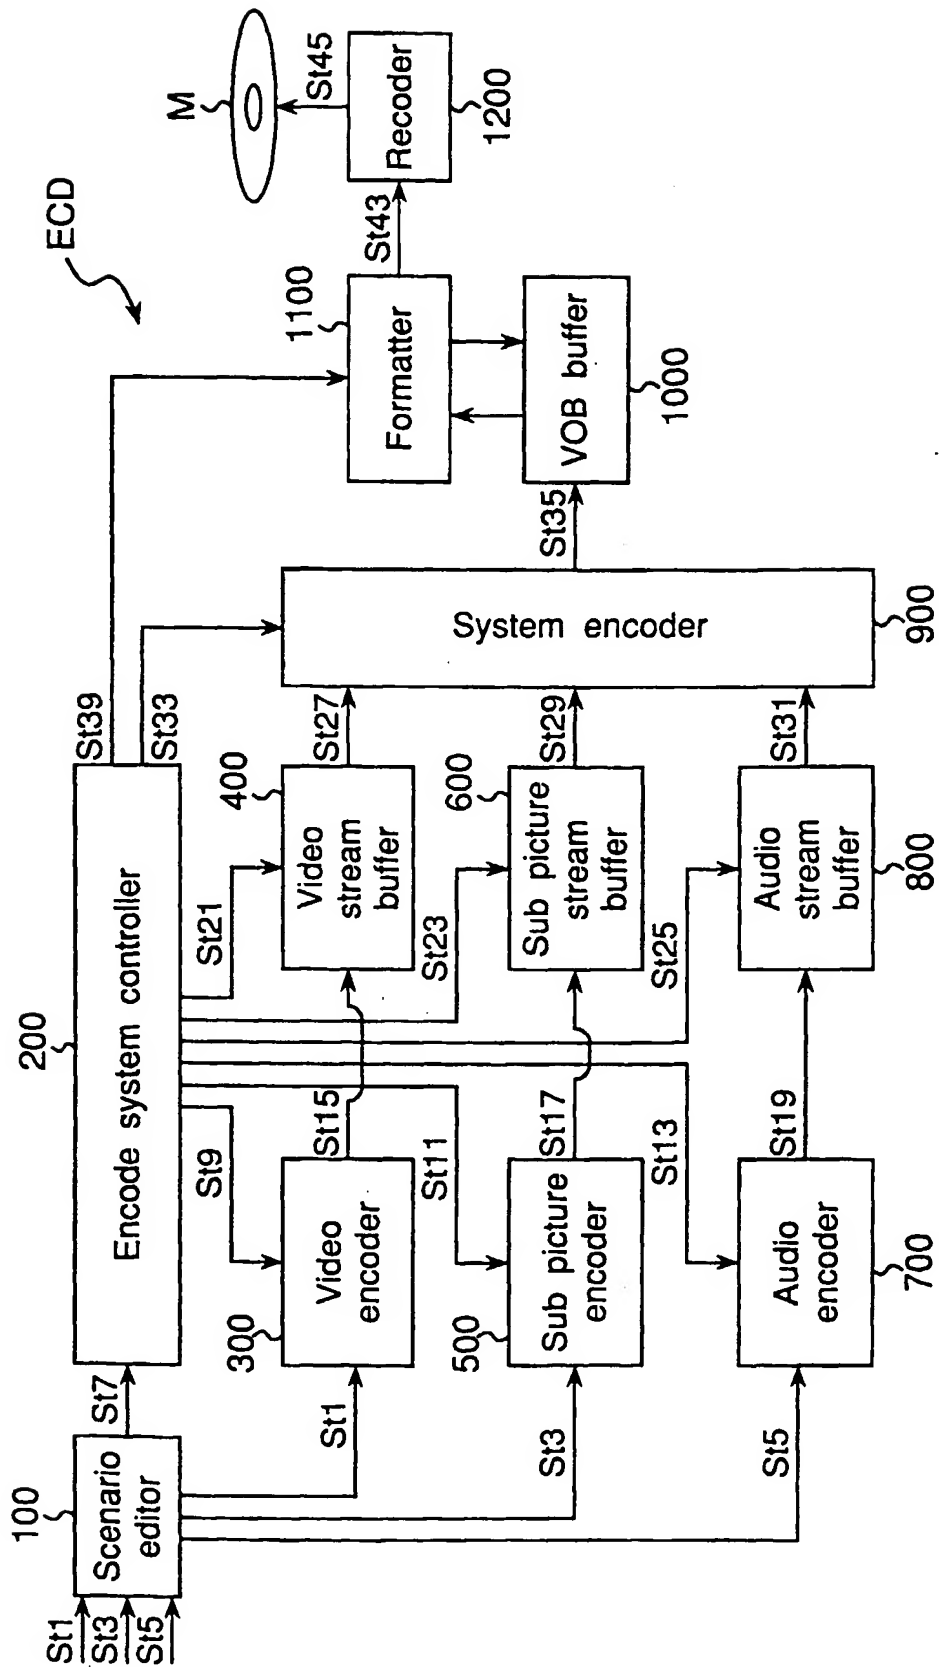 ECD
M
St45
Recoder
1200
St43
1100
Formatter
VOB buffer
1000
St35
St39
St33
200
Encode system controller
System encoder
900
100
Scenario
editor
St1
St3
St5
St7
St9
St21
400
Video
stream
buffer
St27
300
Video
encoder
St15
St1
St11
St23
600
Sub picture
stream
buffer
St29
500
Sub picture
encoder
St17
St3
St13
St25
Audio
stream
buffer
800
St31
Audio
encoder
700
St19
St5